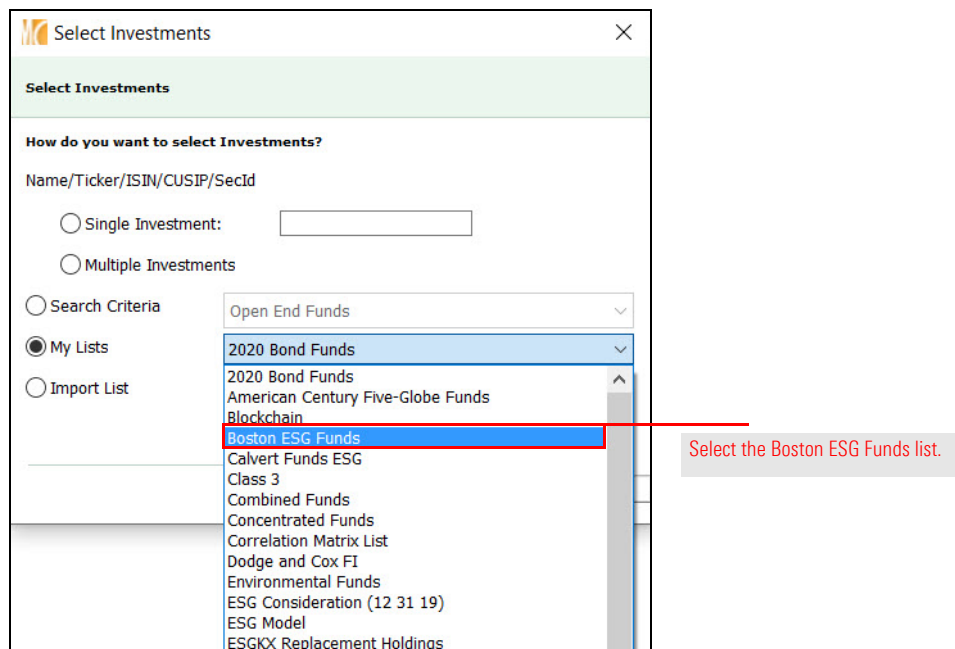 Select Investments
Select Investments
How do you want to select Investments?
Name/Ticker/ISIN/CUSIP/SecId
Single Investment:
Multiple Investments
Search Criteria
Open End Funds
My Lists
2020 Bond Funds
Import List
2020 Bond Funds
American Century Five-Globe Funds
Blockchain
Boston ESG Funds
Calvert Funds ESG
Class 3
Combined Funds
Concentrated Funds
Correlation Matrix List
Dodge and Cox FI
Environmental Funds
ESG Consideration (12 31 19)
ESG Model
ESGKX Replacement Holdings
Select the Boston ESG Funds list.